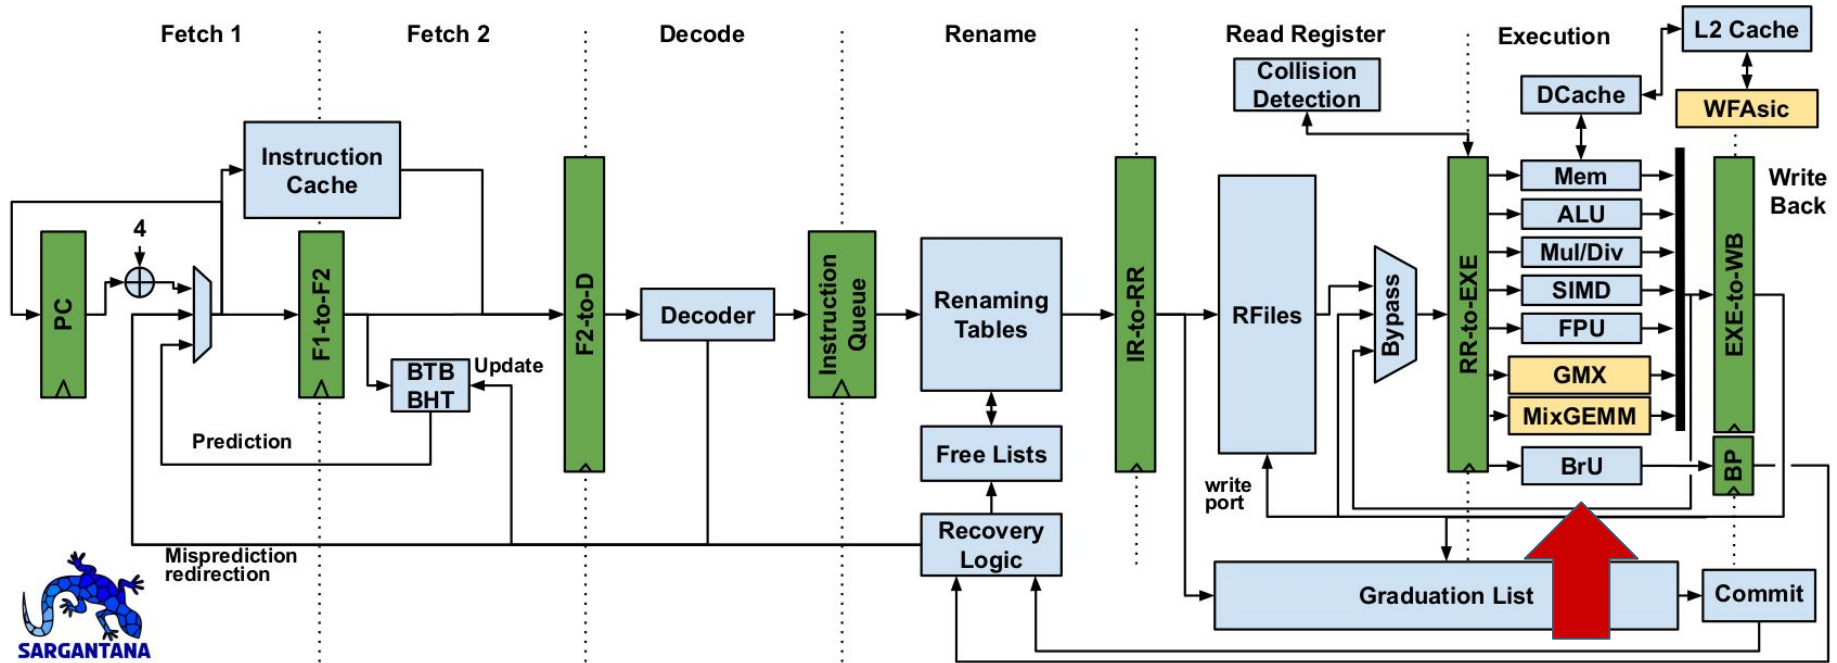 Fetch 1
Fetch 2
Decode
Rename
Read Register
Execution
L2 Cache
Collision
Detection
DCache
WFAsic
Instruction
Cache
Mem
Write
Back
ALU
4
Mul/Div
PC
F1-to-F2
F2-to-D
Decoder
Instruction
Queue
Renaming
Tables
IR-to-RR
RFiles
Bypass
RR-to-EXE
SIMD
FPU
EXE-to-WB
BTB
BHT
Update
GMX
MixGEMM
Prediction
Free Lists
BrU
BP
write
port
Recovery
Logic
Misprediction
redirection
Graduation List
Commit
SARGANTANA